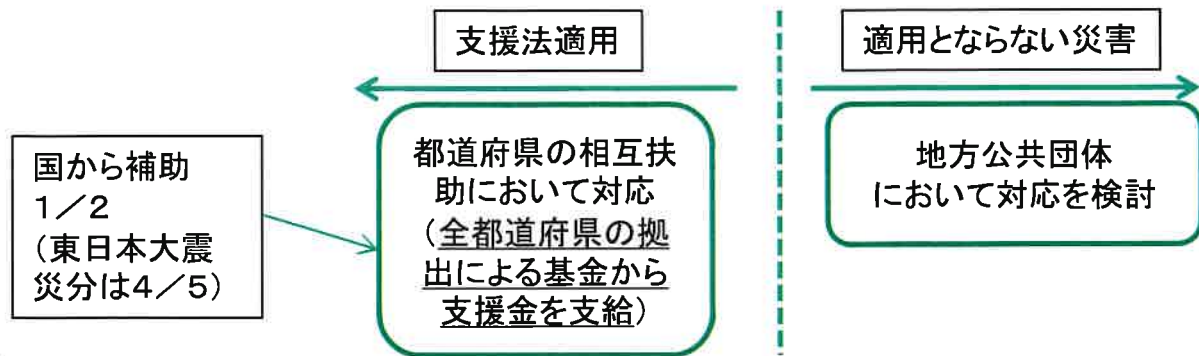 支援法適用
適用とならない災害
国から補助
1/2
(東日本大震
災分は4/5)
都道府県の相互扶
助において対応
(全都道府県の拠
出による基金から
支援金を支給)
地方公共団体
において対応を検討